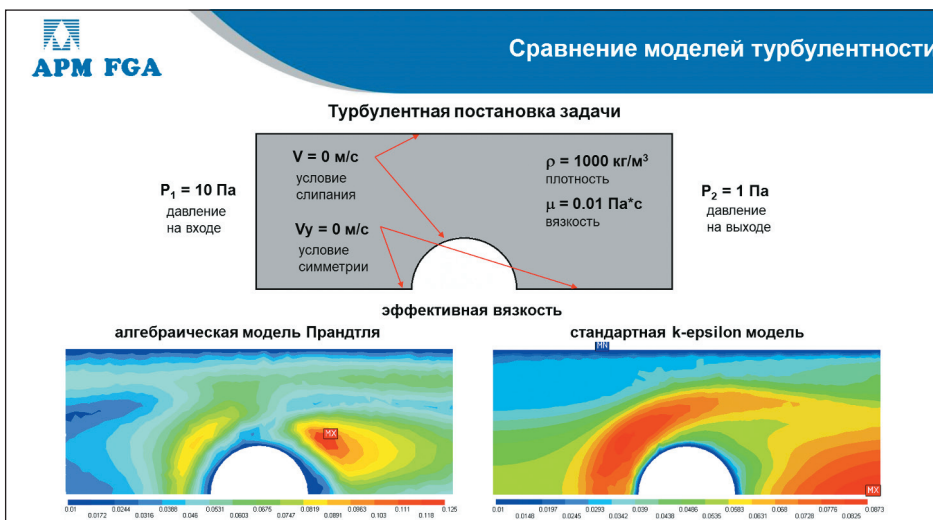 APM FGA
Сравнение моделей турбулентности
Турбулентная постановка задачи
P₁ = 10 Па
давление
на входе
V = 0 м/с
условие
слипания
Vy = 0 м/с
условие
симметрии
ρ = 1000 кг/м³
плотность
μ = 0.01 Па*с
вязкость
P₂ = 1 Па
давление
на выходе
эффективная вязкость
алгебраическая модель Прандтля
MX
0.01 0.0244 0.0388 0.0531 0.0675 0.0819 0.0963 0.111 0.125
0.0172 0.0316 0.046 0.0603 0.0747 0.0891 0.103 0.118
стандартная k-epsilon модель
MN
MX
0.01 0.0197 0.0293 0.039 0.0486 0.0583 0.068 0.0776 0.0873
0.0148 0.0245 0.0342 0.0438 0.0535 0.0631 0.0728 0.0825